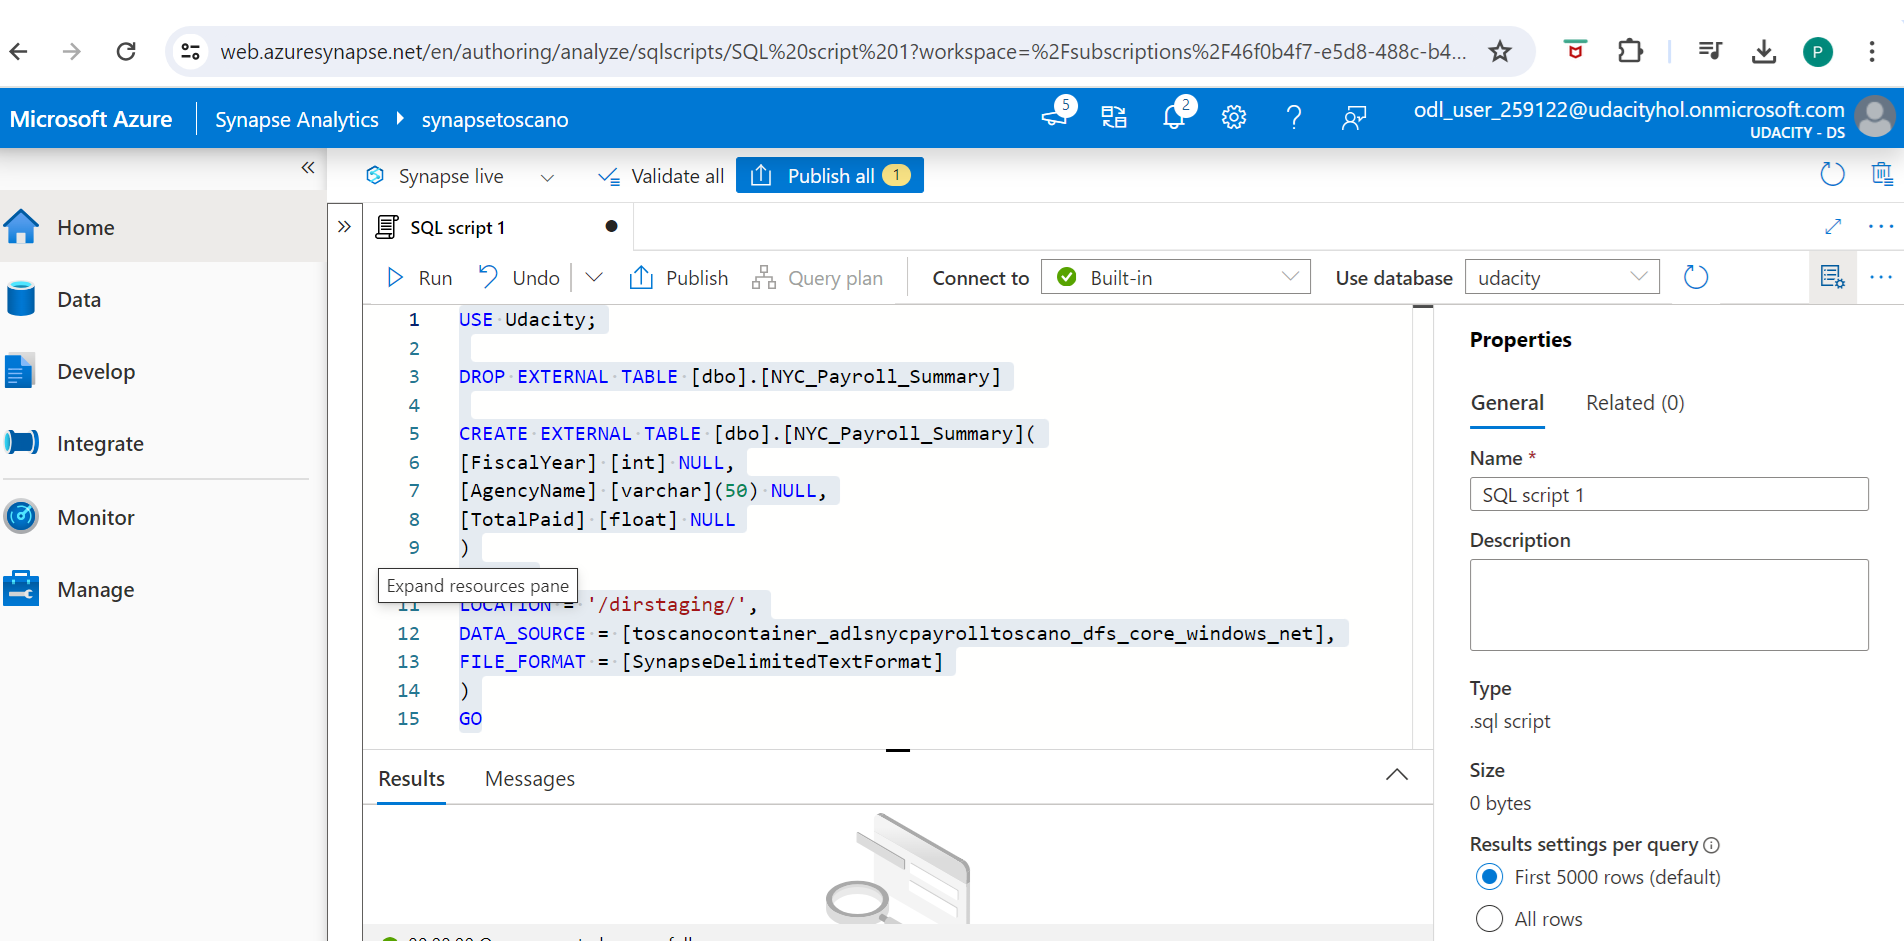 web.azuresynapse.net/en/authoring/analyze/sqlscripts/SQL%20script%201?workspace=%2Fsubscriptions%2F46f0b4f7-e5d8-488c-b4...
P
Microsoft Azure
Synapse Analytics
synapsetoscano
5
2
odl_user_259122@udacityhol.onmicrosoft.com
UDACITY - DS
Synapse live
Validate all
Publish all 1
Home
Data
Develop
Integrate
Monitor
Manage
SQL script 1
Run
Undo
Publish
Query plan
Connect to
Built-in
Use database
udacity
1 USE Udacity;
2
3 DROP EXTERNAL TABLE [dbo].[NYC_Payroll_Summary]
4
5 CREATE EXTERNAL TABLE [dbo].[NYC_Payroll_Summary](
6 [FiscalYear] [int] NULL,
7 [AgencyName] [varchar](50) NULL,
8 [TotalPaid] [float] NULL
9 )
Expand resources pane
11 LOCATION = '/dirstaging/',
12 DATA_SOURCE = [toscanocontainer_adlsnycpayrolltoscano_dfs_core_windows_net],
13 FILE_FORMAT = [SynapseDelimitedTextFormat]
14 )
15 GO
Results
Messages
Properties
General
Related (0)
Name *
SQL script 1
Description
Type
.sql script
Size
0 bytes
Results settings per query
First 5000 rows (default)
All rows